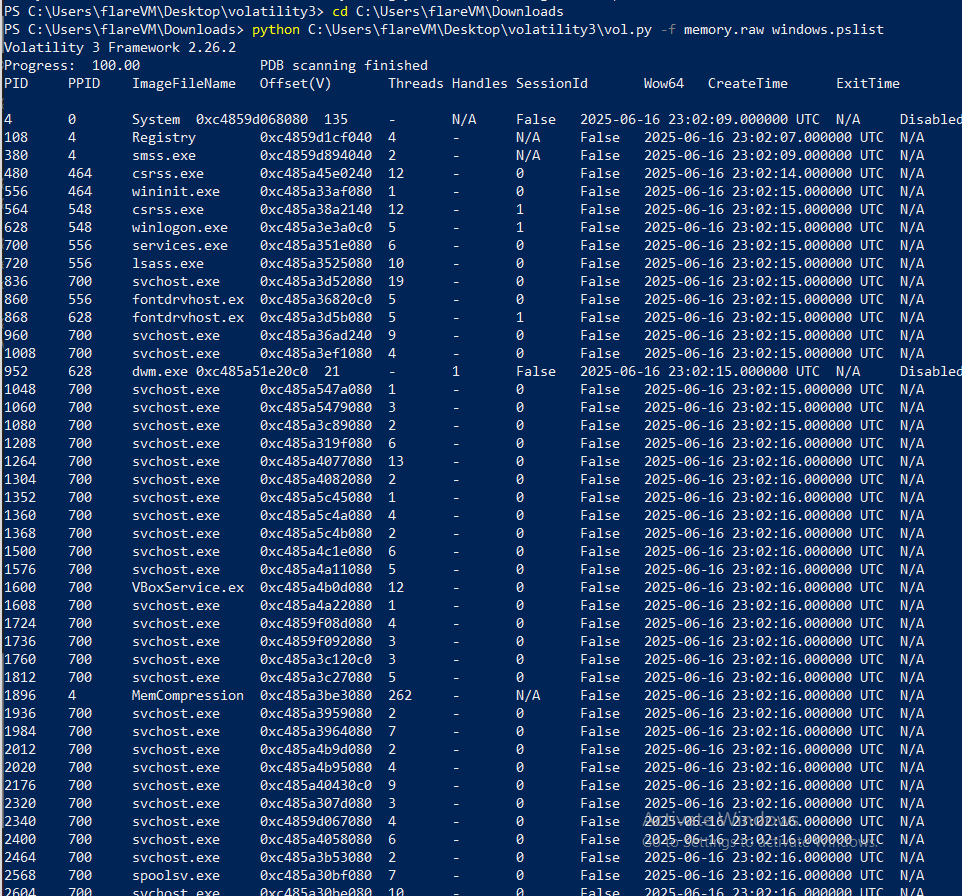 PS C:\Users\flareVM\Desktop\volatility3> cd C:\Users\flareVM\Downloads
PS C:\Users\flareVM\Downloads> python C:\Users\flareVM\Desktop\volatility3\vol.py -f memory.raw windows.pslist
Volatility 3 Framework 2.26.2
Progress: 100.00 PDB scanning finished
PID PPID ImageFileName Offset(V) Threads Handles SessionId Wow64 CreateTime ExitTime
4 0 System 0xc4859d068080 135 - N/A False 2025-06-16 23:02:09.000000 UTC N/A Disabled
108 4 Registry 0xc4859d1cf040 4 - N/A False 2025-06-16 23:02:07.000000 UTC N/A
380 4 smss.exe 0xc4859d894040 2 - N/A False 2025-06-16 23:02:09.000000 UTC N/A
480 464 csrss.exe 0xc485a45e0240 12 - 0 False 2025-06-16 23:02:14.000000 UTC N/A
556 464 wininit.exe 0xc485a33af080 1 - 0 False 2025-06-16 23:02:15.000000 UTC N/A
564 548 csrss.exe 0xc485a38a2140 12 - 1 False 2025-06-16 23:02:15.000000 UTC N/A
628 548 winlogon.exe 0xc485a3e3a0c0 5 - 1 False 2025-06-16 23:02:15.000000 UTC N/A
700 556 services.exe 0xc485a351e080 6 - 0 False 2025-06-16 23:02:15.000000 UTC N/A
720 556 lsass.exe 0xc485a3525080 10 - 0 False 2025-06-16 23:02:15.000000 UTC N/A
836 700 svchost.exe 0xc485a3d52080 19 - 0 False 2025-06-16 23:02:15.000000 UTC N/A
860 556 fontdrvhost.ex 0xc485a36820c0 5 - 0 False 2025-06-16 23:02:15.000000 UTC N/A
868 628 fontdrvhost.ex 0xc485a3d5b080 5 - 1 False 2025-06-16 23:02:15.000000 UTC N/A
960 700 svchost.exe 0xc485a36ad240 9 - 0 False 2025-06-16 23:02:15.000000 UTC N/A
1008 700 svchost.exe 0xc485a3ef1080 4 - 0 False 2025-06-16 23:02:15.000000 UTC N/A
952 628 dwm.exe 0xc485a51e20c0 21 - 1 False 2025-06-16 23:02:15.000000 UTC N/A Disabled
1048 700 svchost.exe 0xc485a547a080 1 - 0 False 2025-06-16 23:02:15.000000 UTC N/A
1060 700 svchost.exe 0xc485a5479080 3 - 0 False 2025-06-16 23:02:15.000000 UTC N/A
1080 700 svchost.exe 0xc485a3c89080 2 - 0 False 2025-06-16 23:02:15.000000 UTC N/A
1208 700 svchost.exe 0xc485a319f080 6 - 0 False 2025-06-16 23:02:16.000000 UTC N/A
1264 700 svchost.exe 0xc485a4077080 13 - 0 False 2025-06-16 23:02:16.000000 UTC N/A
1304 700 svchost.exe 0xc485a4082080 2 - 0 False 2025-06-16 23:02:16.000000 UTC N/A
1352 700 svchost.exe 0xc485a5c45080 1 - 0 False 2025-06-16 23:02:16.000000 UTC N/A
1360 700 svchost.exe 0xc485a5c4a080 4 - 0 False 2025-06-16 23:02:16.000000 UTC N/A
1368 700 svchost.exe 0xc485a5c4b080 2 - 0 False 2025-06-16 23:02:16.000000 UTC N/A
1500 700 svchost.exe 0xc485a4c1e080 6 - 0 False 2025-06-16 23:02:16.000000 UTC N/A
1576 700 svchost.exe 0xc485a4a11080 5 - 0 False 2025-06-16 23:02:16.000000 UTC N/A
1600 700 VBoxService.ex 0xc485a4b0d080 12 - 0 False 2025-06-16 23:02:16.000000 UTC N/A
1608 700 svchost.exe 0xc485a4a22080 1 - 0 False 2025-06-16 23:02:16.000000 UTC N/A
1724 700 svchost.exe 0xc4859f08d080 4 - 0 False 2025-06-16 23:02:16.000000 UTC N/A
1736 700 svchost.exe 0xc4859f092080 3 - 0 False 2025-06-16 23:02:16.000000 UTC N/A
1760 700 svchost.exe 0xc485a3c120c0 3 - 0 False 2025-06-16 23:02:16.000000 UTC N/A
1812 700 svchost.exe 0xc485a3c27080 5 - 0 False 2025-06-16 23:02:16.000000 UTC N/A
1896 4 MemCompression 0xc485a3be3080 262 - N/A False 2025-06-16 23:02:16.000000 UTC N/A
1936 700 svchost.exe 0xc485a3959080 2 - 0 False 2025-06-16 23:02:16.000000 UTC N/A
1984 700 svchost.exe 0xc485a3964080 7 - 0 False 2025-06-16 23:02:16.000000 UTC N/A
2012 700 svchost.exe 0xc485a4b9d080 2 - 0 False 2025-06-16 23:02:16.000000 UTC N/A
2020 700 svchost.exe 0xc485a4b95080 4 - 0 False 2025-06-16 23:02:16.000000 UTC N/A
2176 700 svchost.exe 0xc485a40430c0 9 - 0 False 2025-06-16 23:02:16.000000 UTC N/A
2320 700 svchost.exe 0xc485a307d080 3 - 0 False 2025-06-16 23:02:16.000000 UTC N/A
2340 700 svchost.exe 0xc4859d067080 4 - 0 False 2025-06-16 23:02:16.000000 UTC N/A
Activate Windows
2400 700 svchost.exe 0xc485a4058080 6 - 0 False 2025-06-16 23:02:16.000000 UTC N/A
Go to Settings to activate Windows.
2464 700 svchost.exe 0xc485a3b53080 2 - 0 False 2025-06-16 23:02:16.000000 UTC N/A
2568 700 spoolsv.exe 0xc485a30bf080 7 - 0 False 2025-06-16 23:02:16.000000 UTC N/A
2604 700 svchost.exe 0xc485a30be080 10 - 0 False 2025-06-16 23:02:16.000000 UTC N/A